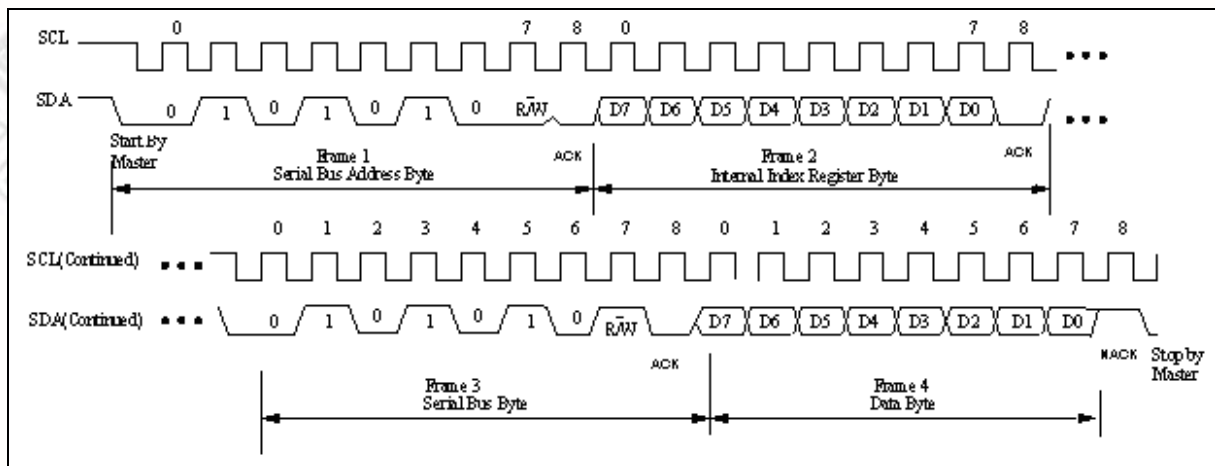 0 7 8 0 7 8
SCL
SDA
0 1 0 1 0 1 0 R/W D7 D6 D5 D4 D3 D2 D1 D0
Start By
Master
Frame 1
Serial Bus Address Byte
ACK
Frame 2
Internal Index Register Byte
ACK
0 1 2 3 4 5 6 7 8 0 1 2 3 4 5 6 7 8
SCL(Continued)
SDA(Continued)
0 1 0 1 0 1 0 R/W D7 D6 D5 D4 D3 D2 D1 D0
ACK
NACK
Stop by
Master
Frame 3
Serial Bus Byte
Frame 4
Data Byte